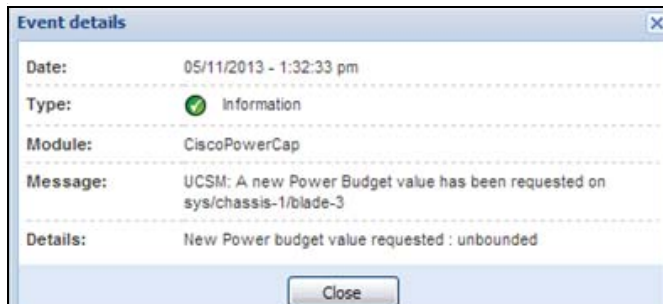 Event details
Date: 05/11/2013 - 1:32:33 pm
Type: Information
Module: CiscoPowerCap
Message: UCSM: A new Power Budget value has been requested on
sys/chassis-1/blade-3
Details: New Power budget value requested : unbounded
Close